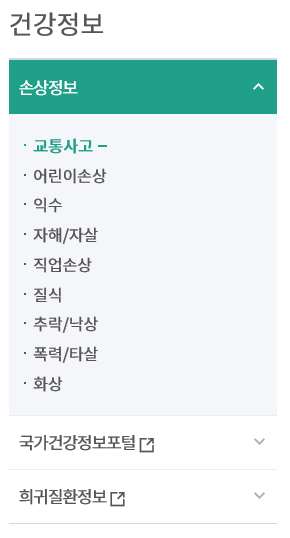 건강정보
손상정보
· 교통사고 –
· 어린이손상
· 익수
· 자해/자살
· 직업손상
· 질식
· 추락/낙상
· 폭력/타살
· 화상
국가건강정보포털
희귀질환정보